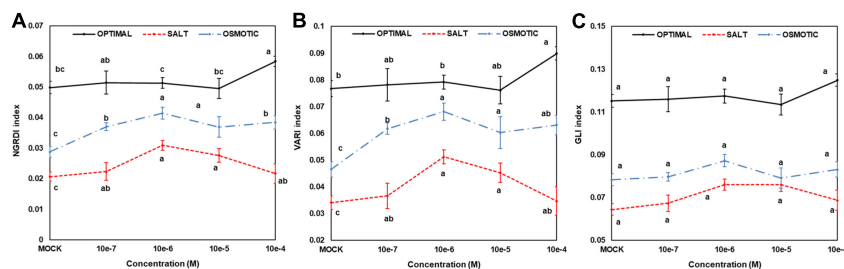 A
0.07
0.06
0.05
0.04
0.03
0.02
0.01
0
NGRDI index
OPTIMAL SALT OSMOTIC
bc ab c bc a
c b a a b
c ab a a ab
MOCK 10e-7 10e-6 10e-5 10e-4
Concentration (M)
B
0.1
0.09
0.08
0.07
0.06
0.05
0.04
0.03
0.02
VARI index
OPTIMAL SALT OSMOTIC
b ab b ab a
c b a a ab
c ab a a ab
MOCK 10e-7 10e-6 10e-5 10e-4
Concentration (M)
C
0.15
0.13
0.11
0.09
0.07
0.05
GLI index
OPTIMAL SALT OSMOTIC
a a a a a
a a a a a
a a a a a
MOCK 10e-7 10e-6 10e-5 10e-4
Concentration (M)